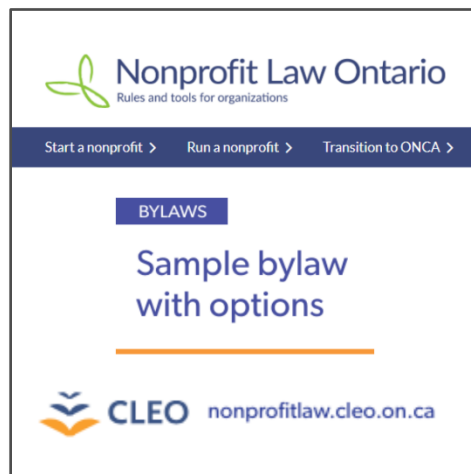 Nonprofit Law Ontario
Rules and tools for organizations
Start a nonprofit > Run a nonprofit > Transition to ONCA >
BYLAWS
Sample bylaw
with options
CLEO nonprofitlaw.cleo.on.ca